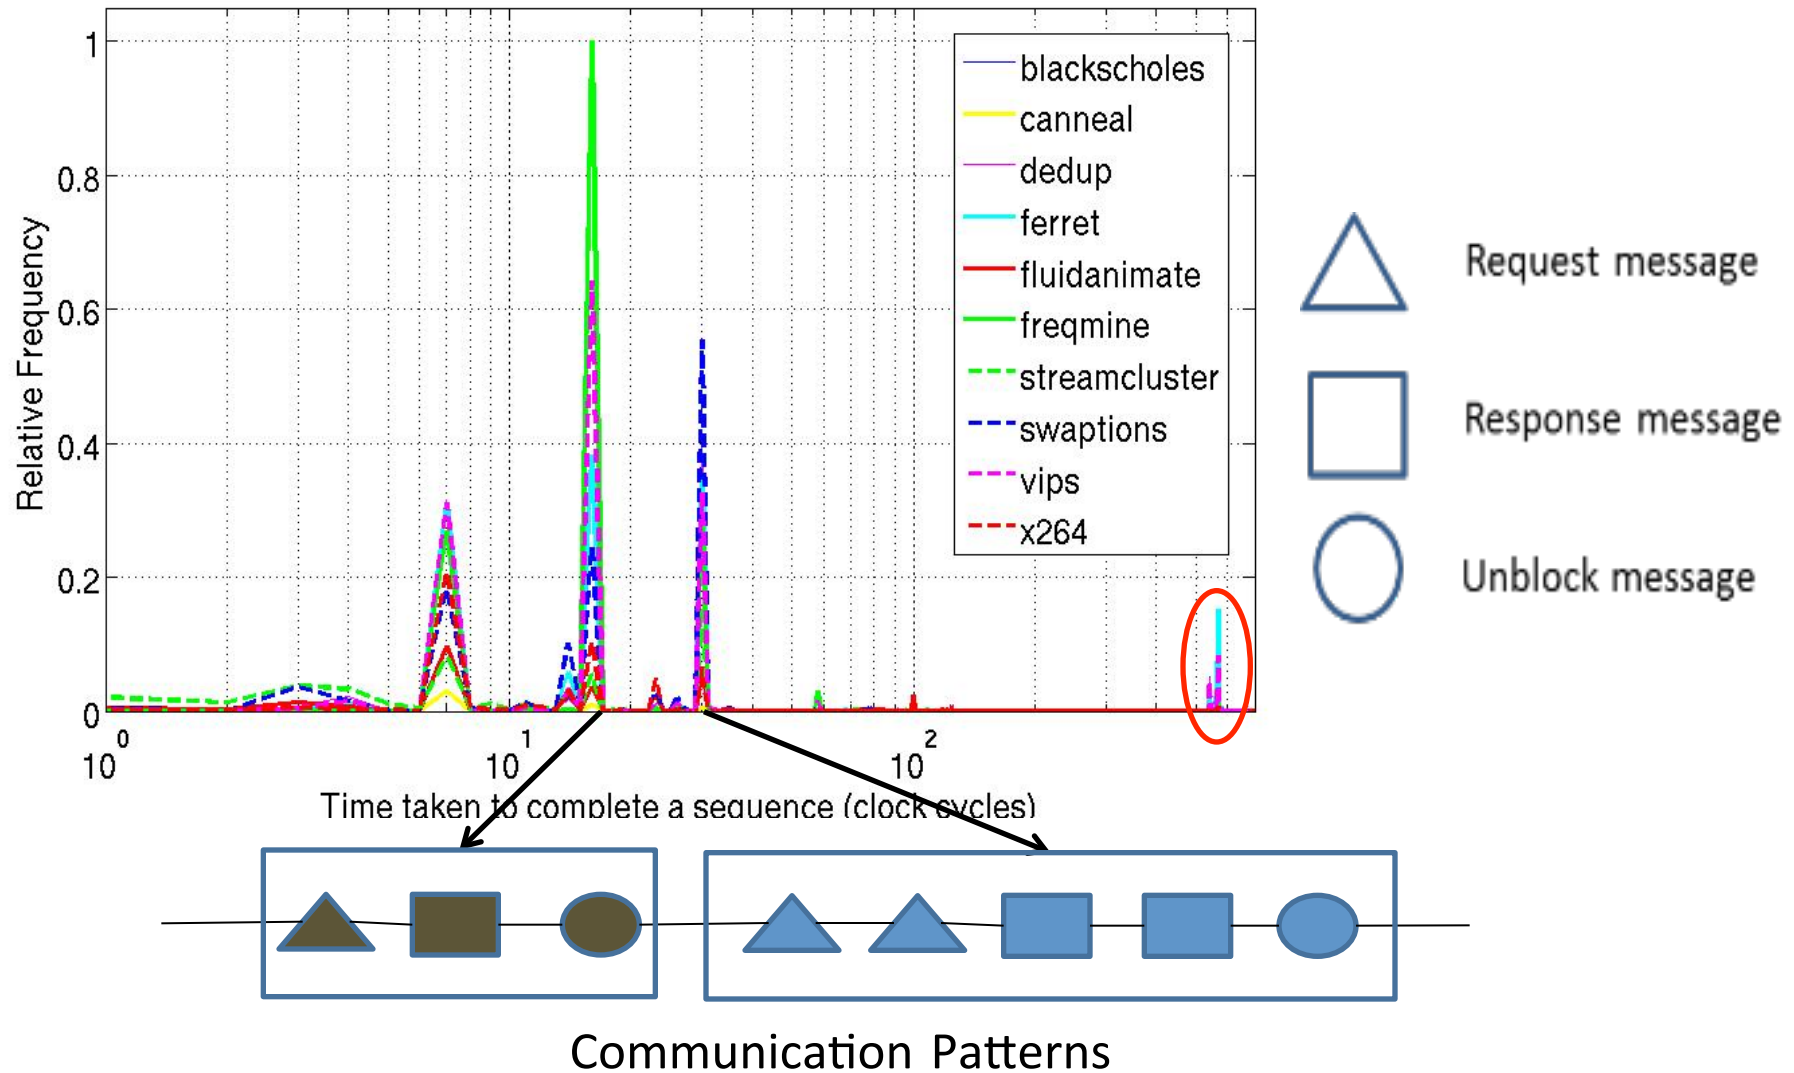 1
0.8
0.6
0.4
0.2
0
Relative Frequency
blackscholes
canneal
dedup
ferret
fluidanimate
freqmine
streamcluster
swaptions
vips
x264
10^0
10^1
10^2
Time taken to complete a sequence (clock cycles)
Request message
Response message
Unblock message
Communication Patterns